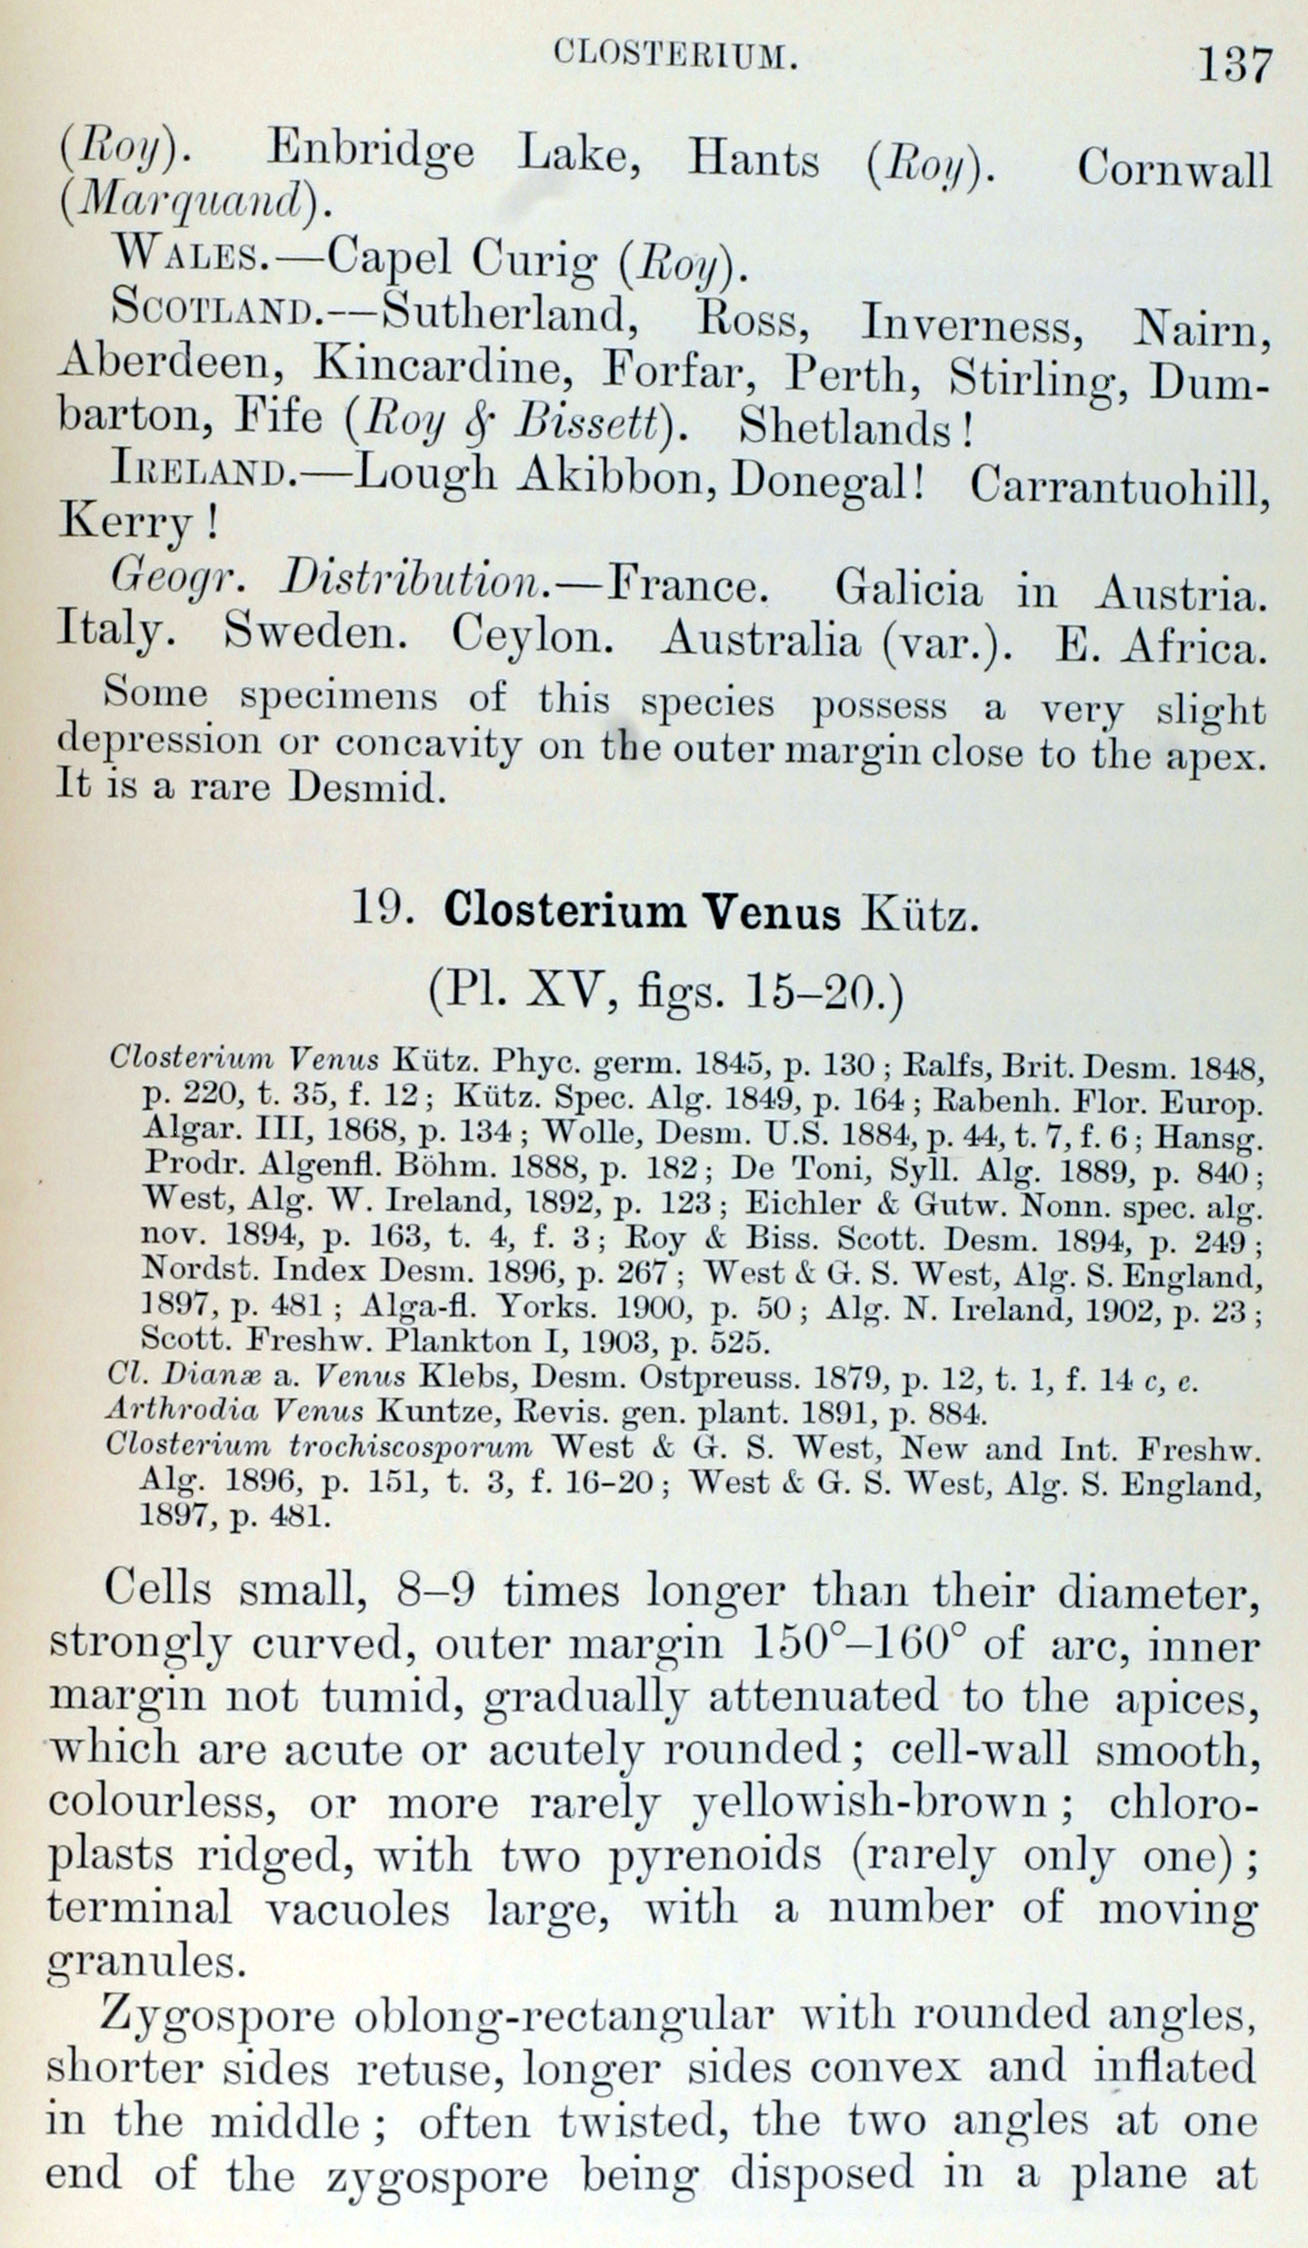 CLOSTERIUM. 137
(Roy). Enbridge Lake, Hants (Roy). Cornwall
(Marquand).
WALES.—Capel Curig (Roy).
SCOTLAND.—Sutherland, Ross, Inverness, Nairn,
Aberdeen, Kincardine, Forfar, Perth, Stirling, Dum-
barton, Fife (Roy & Bissett). Shetlands!
IRELAND.—Lough Akibbon, Donegal! Carrantuohill,
Kerry!
Geogr. Distribution.—France. Galicia in Austria.
Italy. Sweden. Ceylon. Australia (var.). E. Africa.
Some specimens of this species possess a very slight
depression or concavity on the outer margin close to the apex.
It is a rare Desmid.
19. Closterium Venus Kütz.
(Pl. XV, figs. 15–20.)
Closterium Venus Kütz. Phyc. germ. 1845, p. 130; Ralfs, Brit. Desm. 1848,
p. 220, t. 35, f. 12; Kütz. Spec. Alg. 1849, p. 164; Rabenh. Flor. Europ.
Algar. III, 1868, p. 134; Wolle, Desm. U.S. 1884, p. 44, t. 7, f. 6; Hansg.
Prodr. Algenfl. Böhm. 1888, p. 182; De Toni, Syll. Alg. 1889, p. 840;
West, Alg. W. Ireland, 1892, p. 123; Eichler & Gutw. Nonn. spec. alg.
nov. 1894, p. 163, t. 4, f. 3; Roy & Biss. Scott. Desm. 1894, p. 249;
Nordst. Index Desm. 1896, p. 267; West & G. S. West, Alg. S. England,
1897, p. 481; Alga-fl. Yorks. 1900, p. 50; Alg. N. Ireland, 1902, p. 23;
Scott. Freshw. Plankton I, 1903, p. 525.
Cl. Dianæ a. Venus Klebs, Desm. Ostpreuss. 1879, p. 12, t. 1, f. 14 c, e.
Arthrodia Venus Kuntze, Revis. gen. plant. 1891, p. 884.
Closterium trochiscosporum West & G. S. West, New and Int. Freshw.
Alg. 1896, p. 151, t. 3, f. 16–20; West & G. S. West, Alg. S. England,
1897, p. 481.
Cells small, 8–9 times longer than their diameter,
strongly curved, outer margin 150°–160° of arc, inner
margin not tumid, gradually attenuated to the apices,
which are acute or acutely rounded; cell-wall smooth,
colourless, or more rarely yellowish-brown; chloro-
plasts ridged, with two pyrenoids (rarely only one);
terminal vacuoles large, with a number of moving
granules.
Zygospore oblong-rectangular with rounded angles,
shorter sides retuse, longer sides convex and inflated
in the middle; often twisted, the two angles at one
end of the zygospore being disposed in a plane at